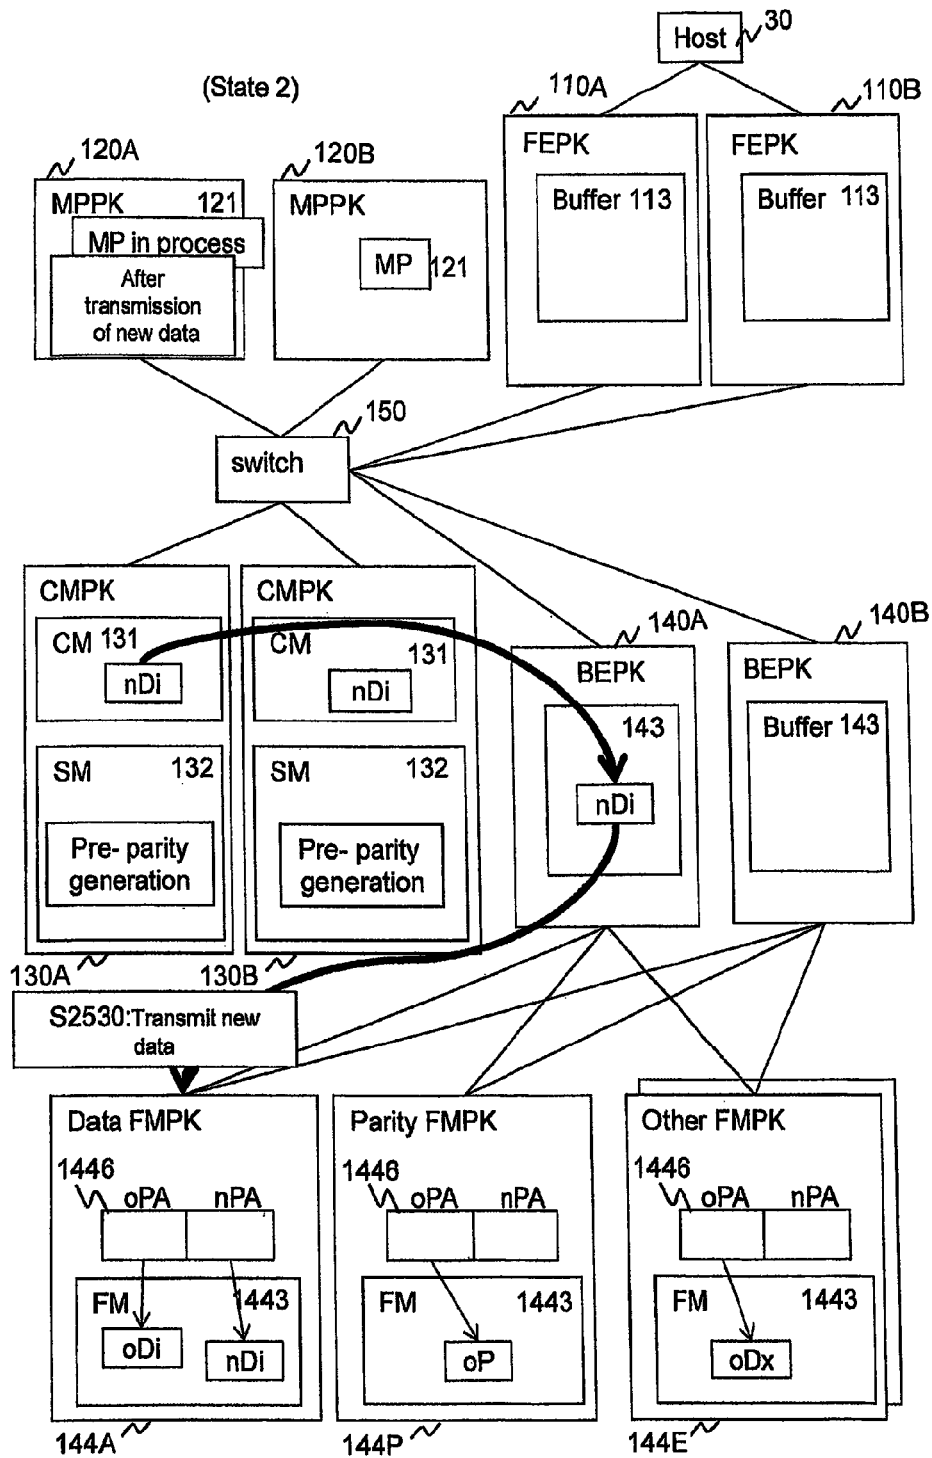 Host
30
(State 2)
110A
110B
120A
120B
FEPK
FEPK
MPPK
121
MPPK
Buffer 113
Buffer 113
MP in process
MP
121
After
transmission
of new data
150
switch
CMPK
CMPK
140A
140B
CM 131
CM
131
BEPK
BEPK
nDi
nDi
143
Buffer 143
SM
132
SM
132
nDi
Pre- parity
generation
Pre- parity
generation
130A
130B
S2530:Transmit new
data
Data FMPK
Parity FMPK
Other FMPK
1446
oPA
nPA
1446
oPA
nPA
1446
oPA
nPA
FM
1443
FM
1443
FM
1443
oDi
nDi
oP
oDx
144A
144P
144E